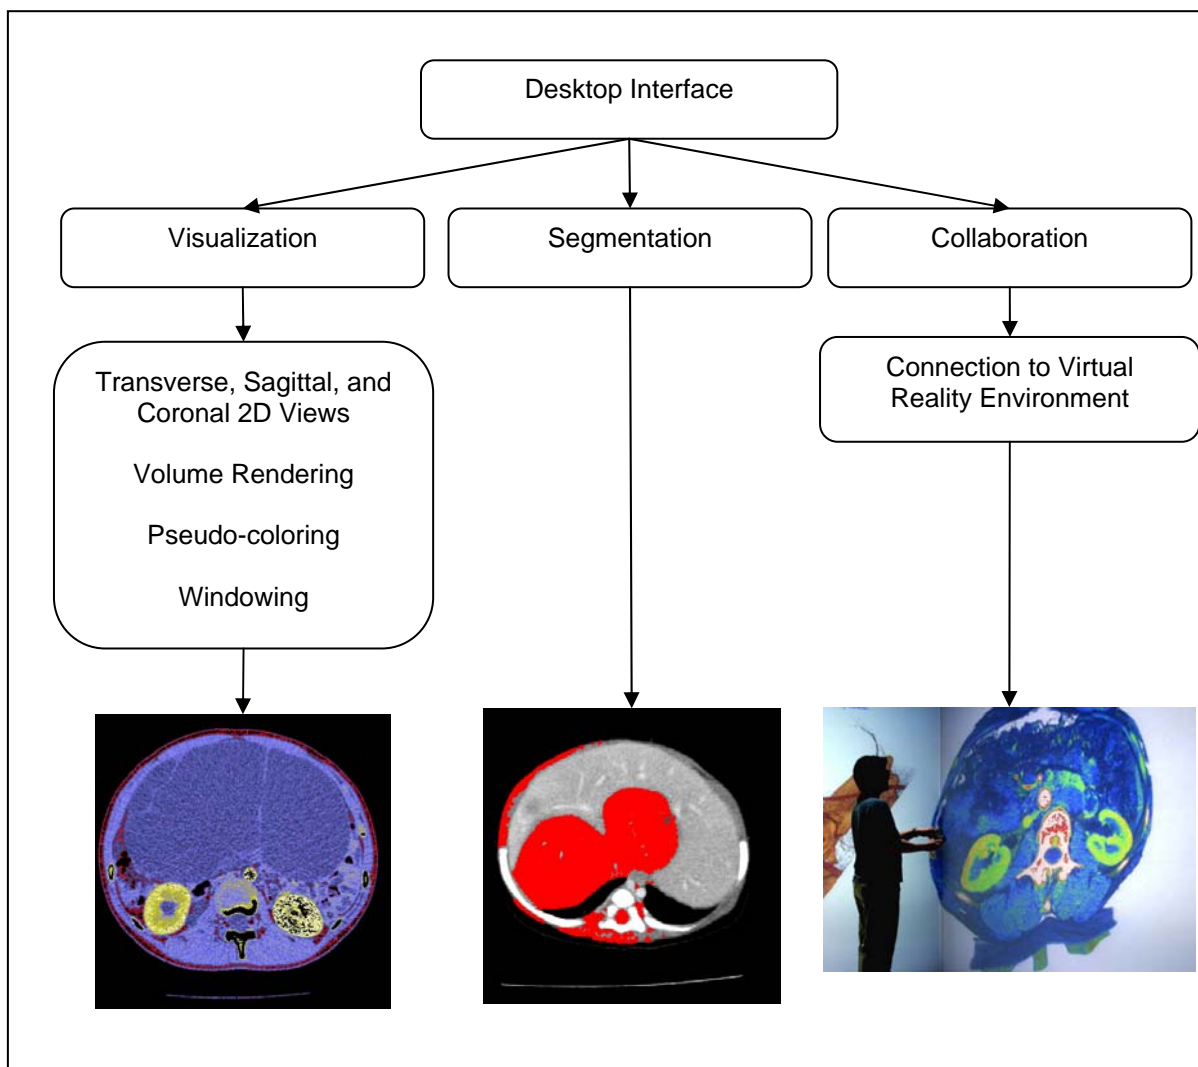 Desktop Interface
Visualization
Segmentation
Collaboration
Transverse, Sagittal, and
Coronal 2D Views
Volume Rendering
Pseudo-coloring
Windowing
Connection to Virtual
Reality Environment